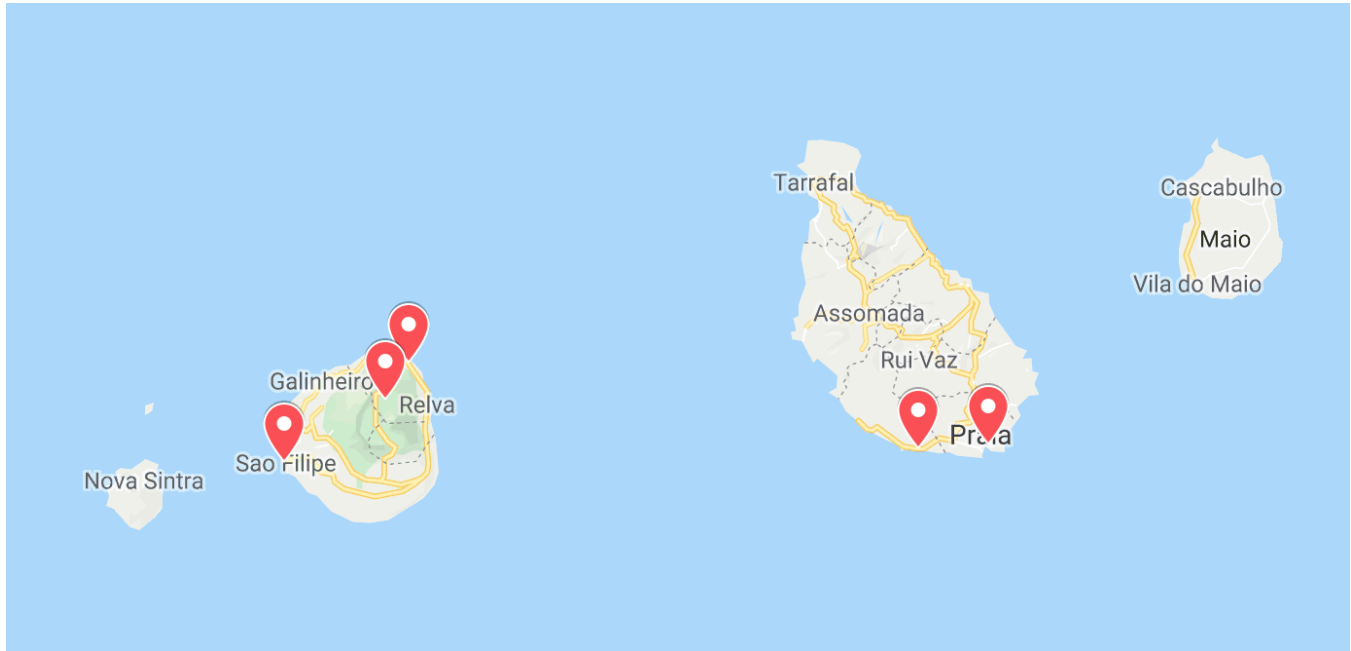 Tarrafal
Cascabulho
Maio
Vila do Maio
Assomada
Rui Vaz
Galinheiro
Relva
Praia
Sao Filipe
Nova Sintra